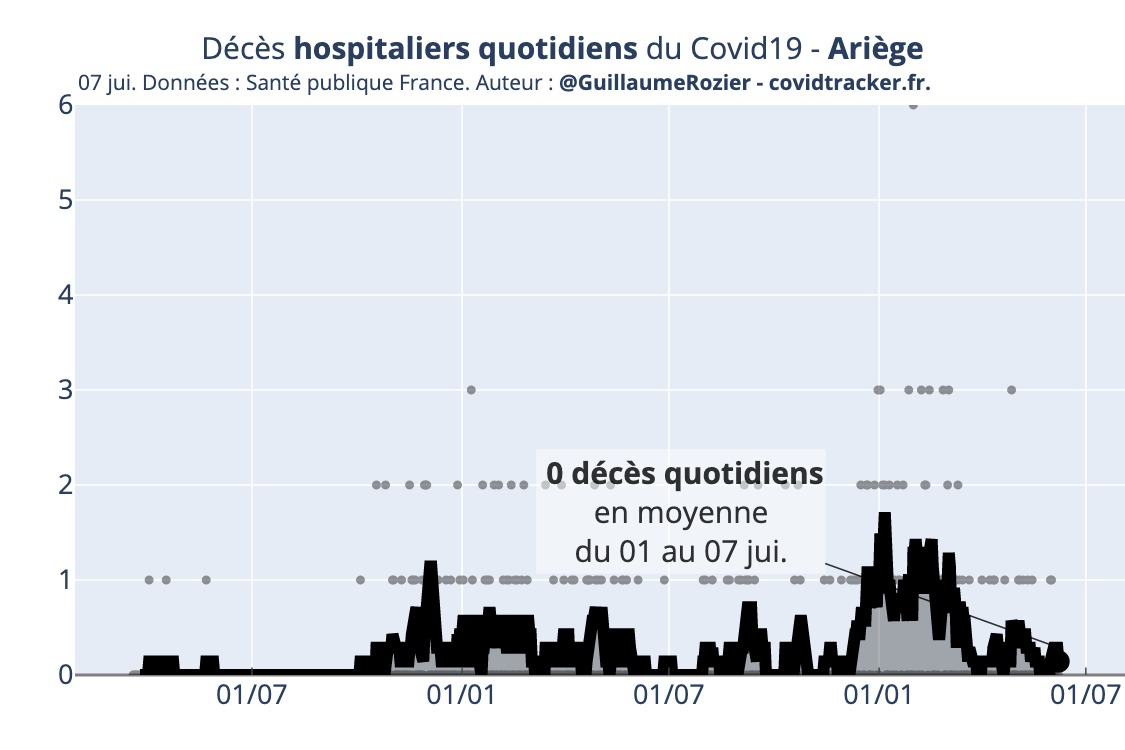 Décès hospitaliers quotidiens du Covid19 - Ariège
07 jui. Données : Santé publique France. Auteur : @GuillaumeRozier - covidtracker.fr.
6
5
4
3
2
1
0
0 décès quotidiens
en moyenne
du 01 au 07 jui.
01/07 01/01 01/07 01/01 01/07